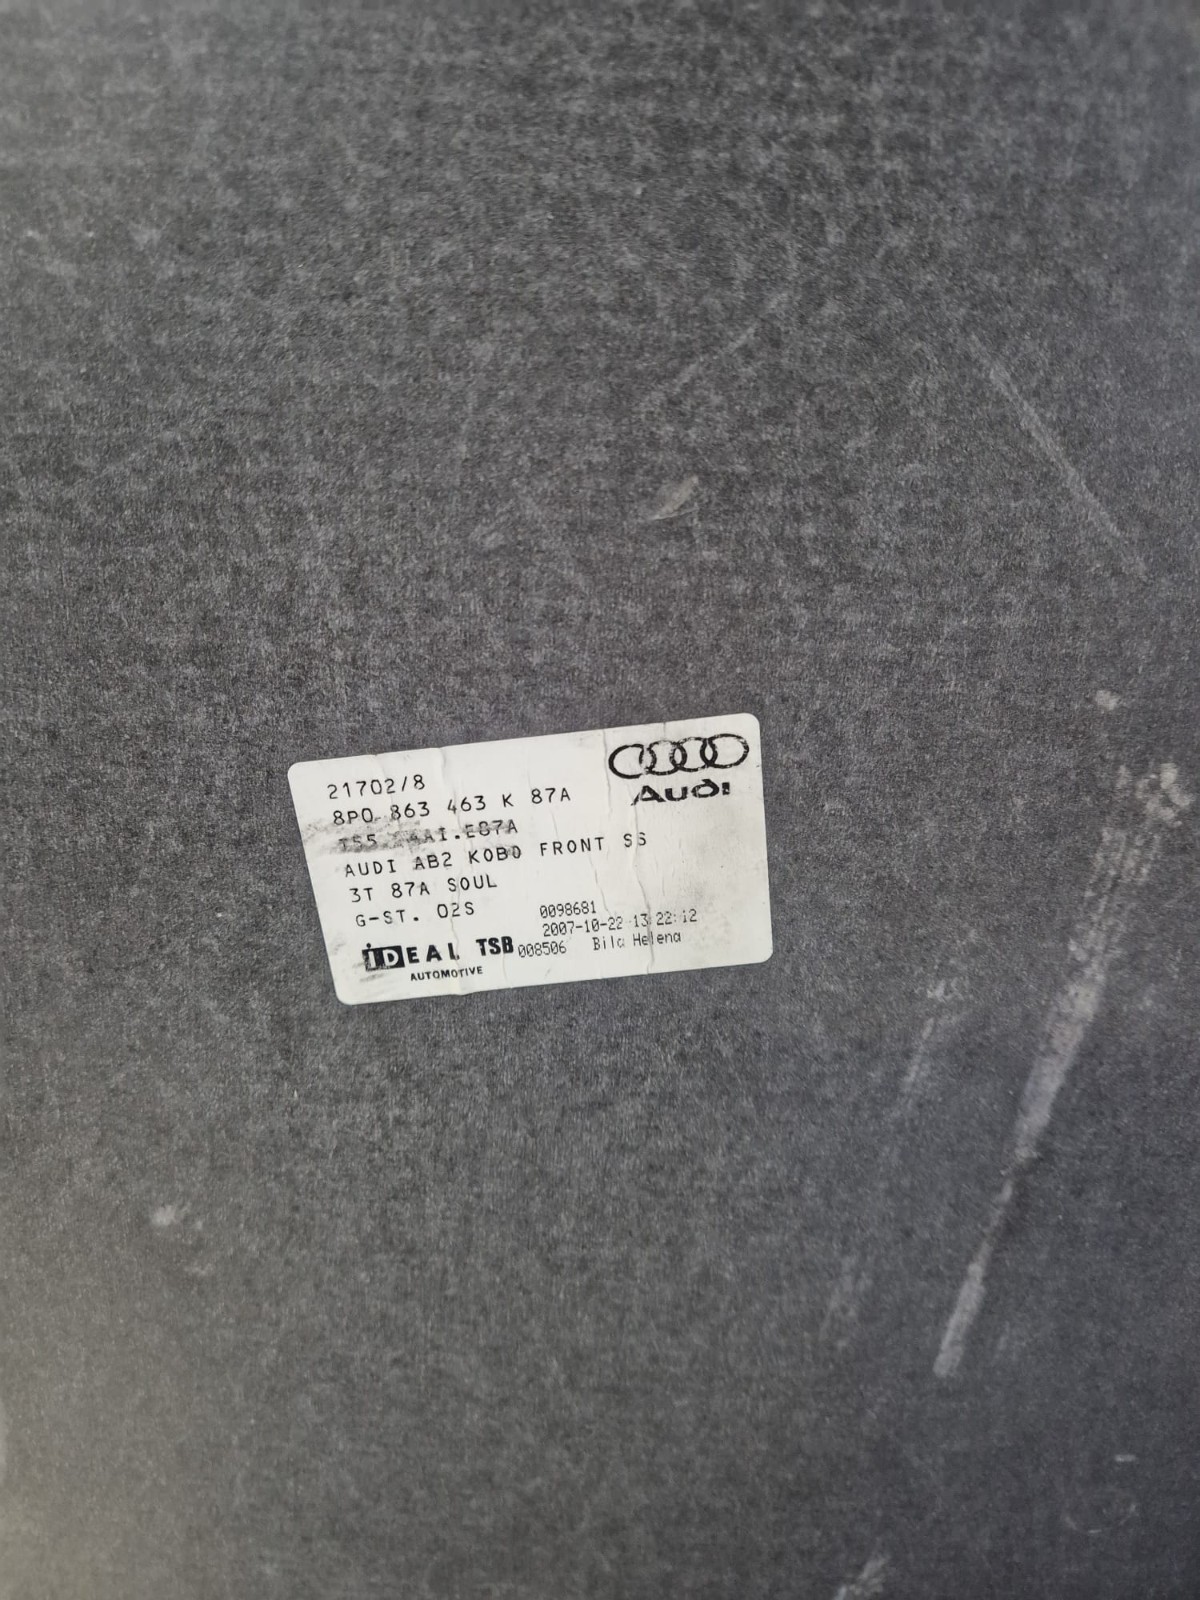 21702/8
8P0 863 463 K 87A
Audi
AUDI AB2 KOBO FRONT SS
3T 87A SOUL
G-ST. 02S
0098681
2007-10-22 13:22:12
iDEAL TSB 008506 Bila Helena
AUTOMOTIVE